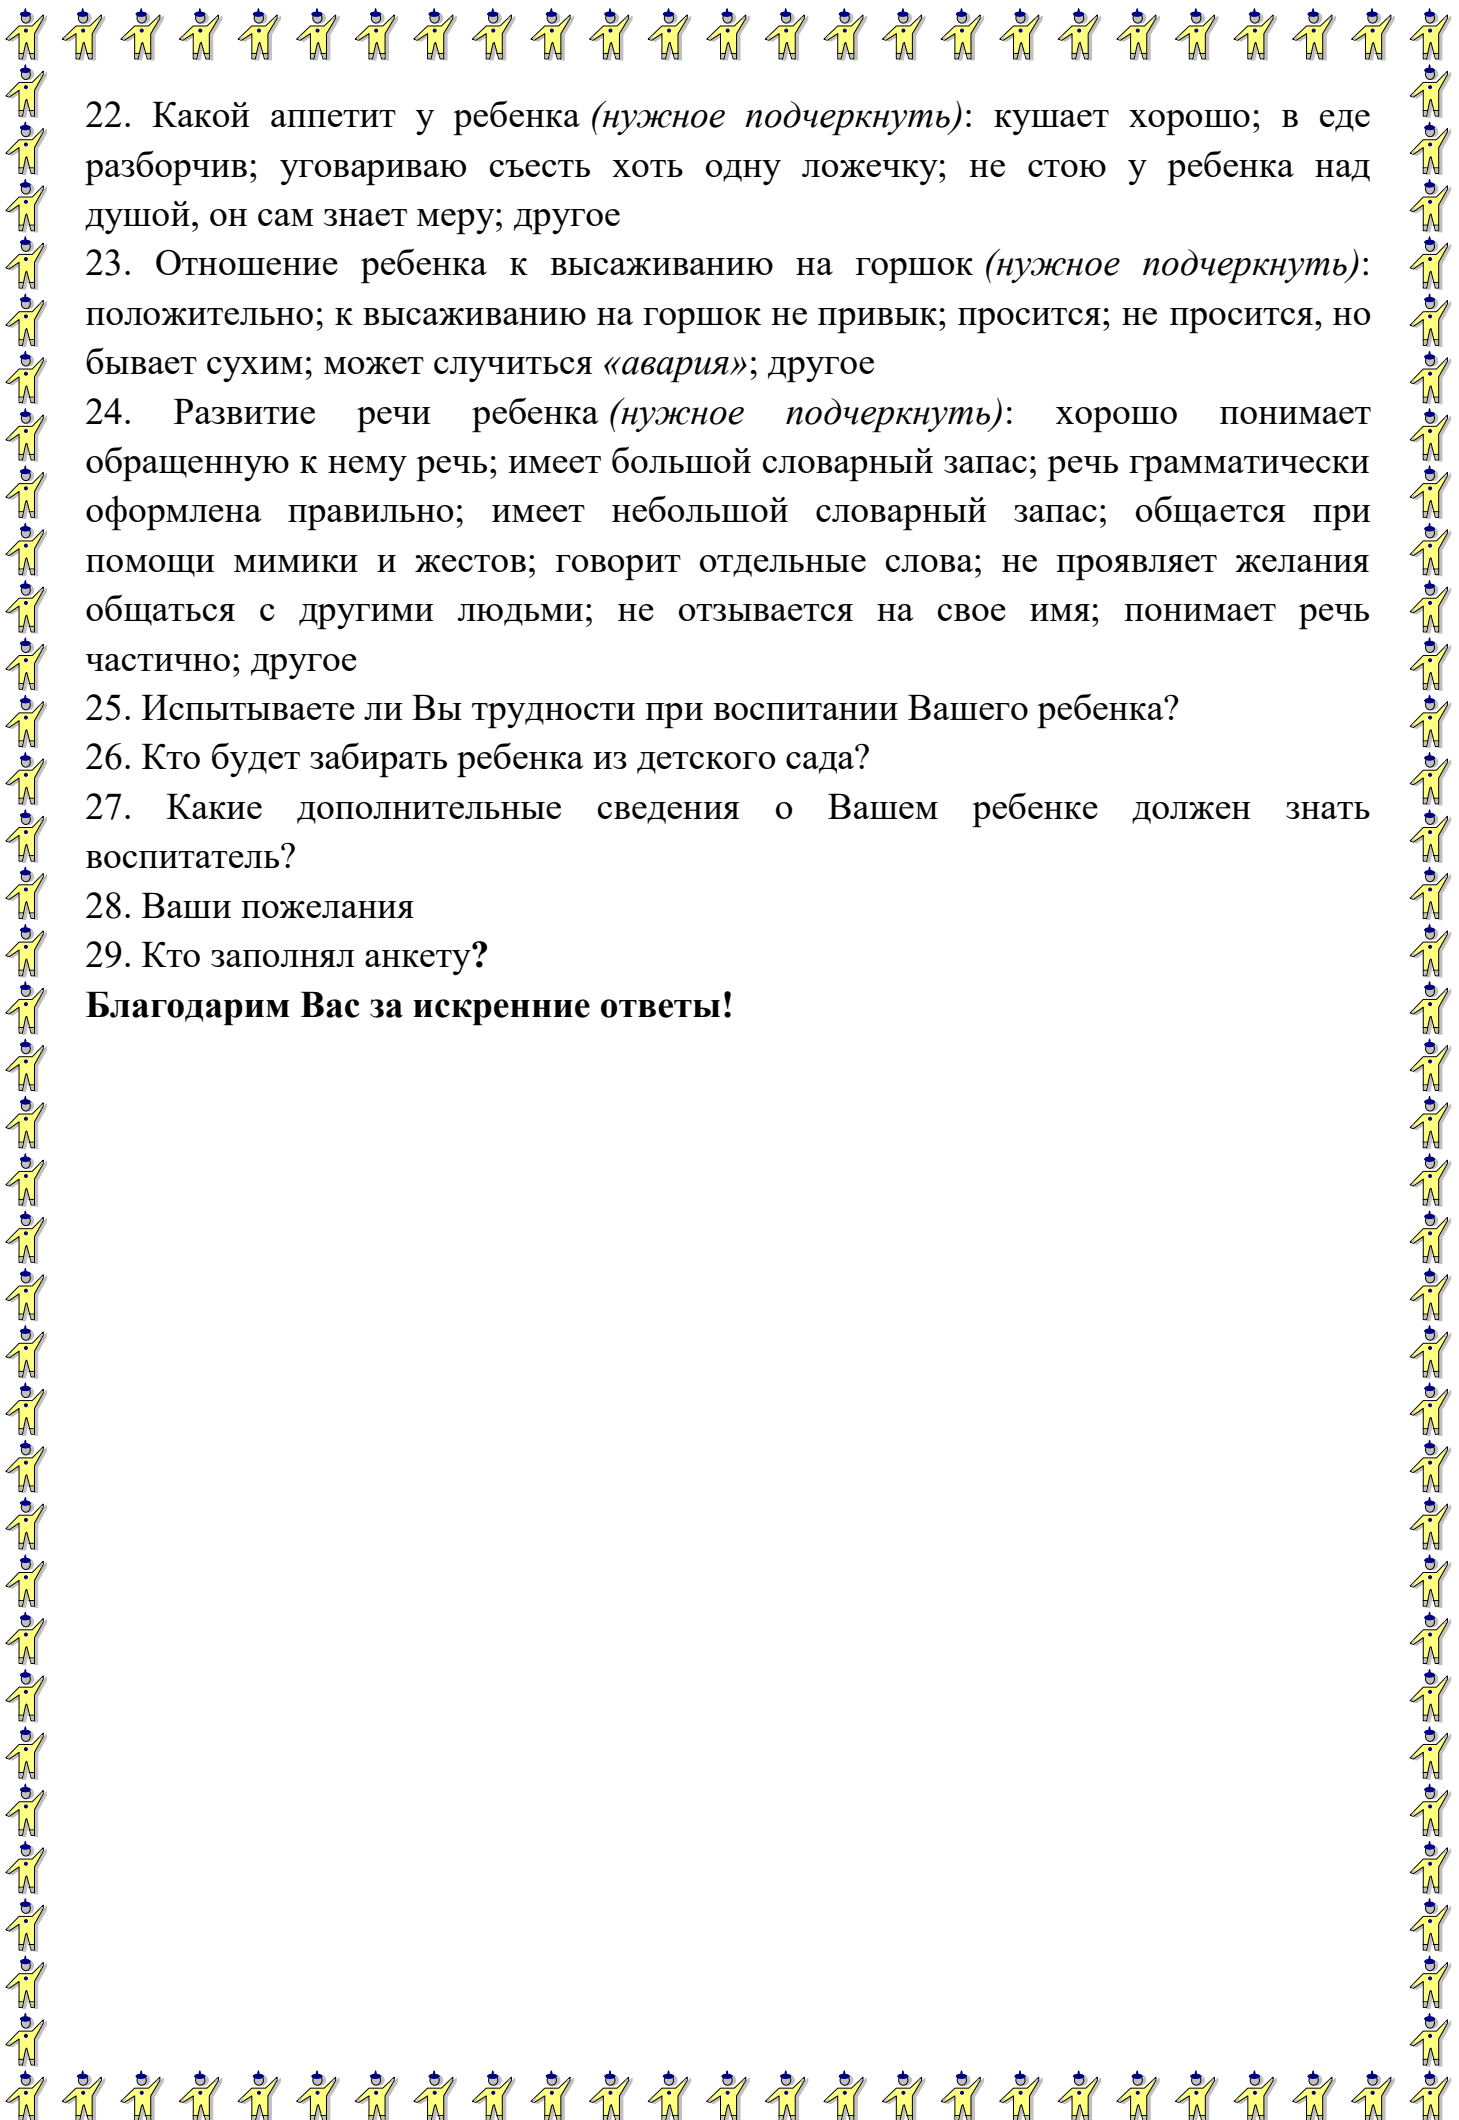 22. Какой аппетит у ребенка (нужное подчеркнуть): кушает хорошо; в еде
разборчив; уговариваю съесть хоть одну ложечку; не стою у ребенка над
душой, он сам знает меру; другое
23. Отношение ребенка к высаживанию на горшок (нужное подчеркнуть):
положительно; к высаживанию на горшок не привык; просится; не просится, но
бывает сухим; может случиться «авария»; другое
24. Развитие речи ребенка (нужное подчеркнуть): хорошо понимает
обращенную к нему речь; имеет большой словарный запас; речь грамматически
оформлена правильно; имеет небольшой словарный запас; общается при
помощи мимики и жестов; говорит отдельные слова; не проявляет желания
общаться с другими людьми; не отзывается на свое имя; понимает речь
частично; другое
25. Испытываете ли Вы трудности при воспитании Вашего ребенка?
26. Кто будет забирать ребенка из детского сада?
27. Какие дополнительные сведения о Вашем ребенке должен знать
воспитатель?
28. Ваши пожелания
29. Кто заполнял анкету?
Благодарим Вас за искренние ответы!